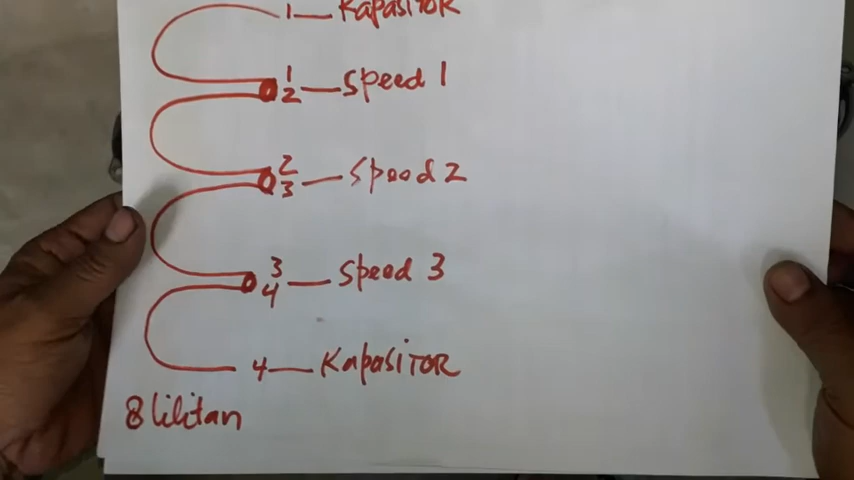 1 — Kapasitor
1
2 — Speed 1
2
3 — Speed 2
3
4 — Speed 3
4 — Kapasitor
8 lilitan